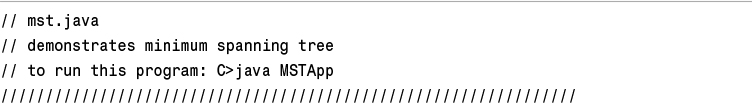 // mst.java
// demonstrates minimum spanning tree
// to run this program: C>java MSTApp
////////////////////////////////////////////////////////////////